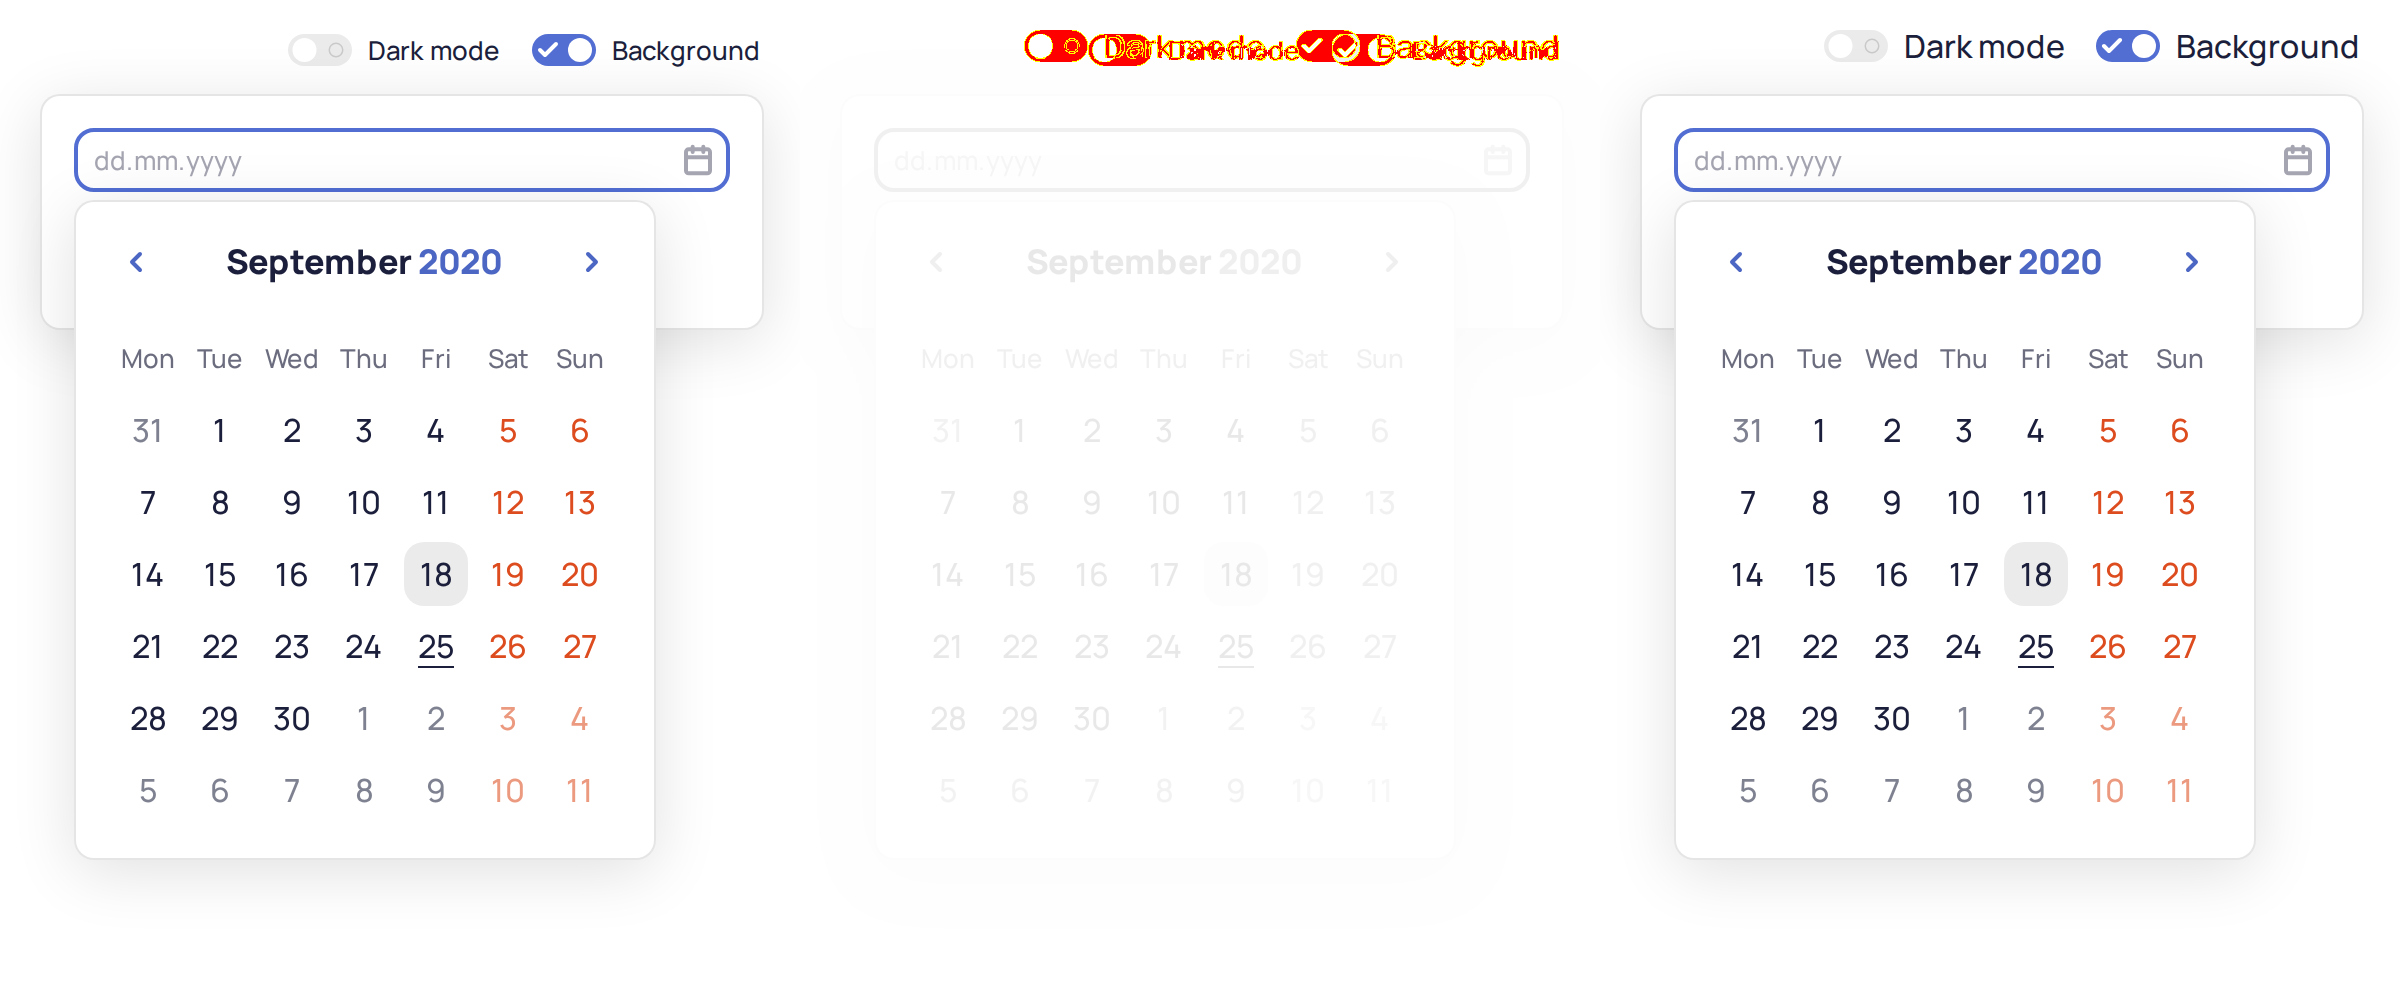 Dark mode Background
dd.mm.yyyy
September 2020
Mon Tue Wed Thu Fri Sat Sun
31 1 2 3 4 5 6
7 8 9 10 11 12 13
14 15 16 17 18 19 20
21 22 23 24 25 26 27
28 29 30 1 2 3 4
5 6 7 8 9 10 11
Dark mode Background
dd.mm.yyyy
September 2020
Mon Tue Wed Thu Fri Sat Sun
31 1 2 3 4 5 6
7 8 9 10 11 12 13
14 15 16 17 18 19 20
21 22 23 24 25 26 27
28 29 30 1 2 3 4
5 6 7 8 9 10 11
Dark mode Background
dd.mm.yyyy
September 2020
Mon Tue Wed Thu Fri Sat Sun
31 1 2 3 4 5 6
7 8 9 10 11 12 13
14 15 16 17 18 19 20
21 22 23 24 25 26 27
28 29 30 1 2 3 4
5 6 7 8 9 10 11